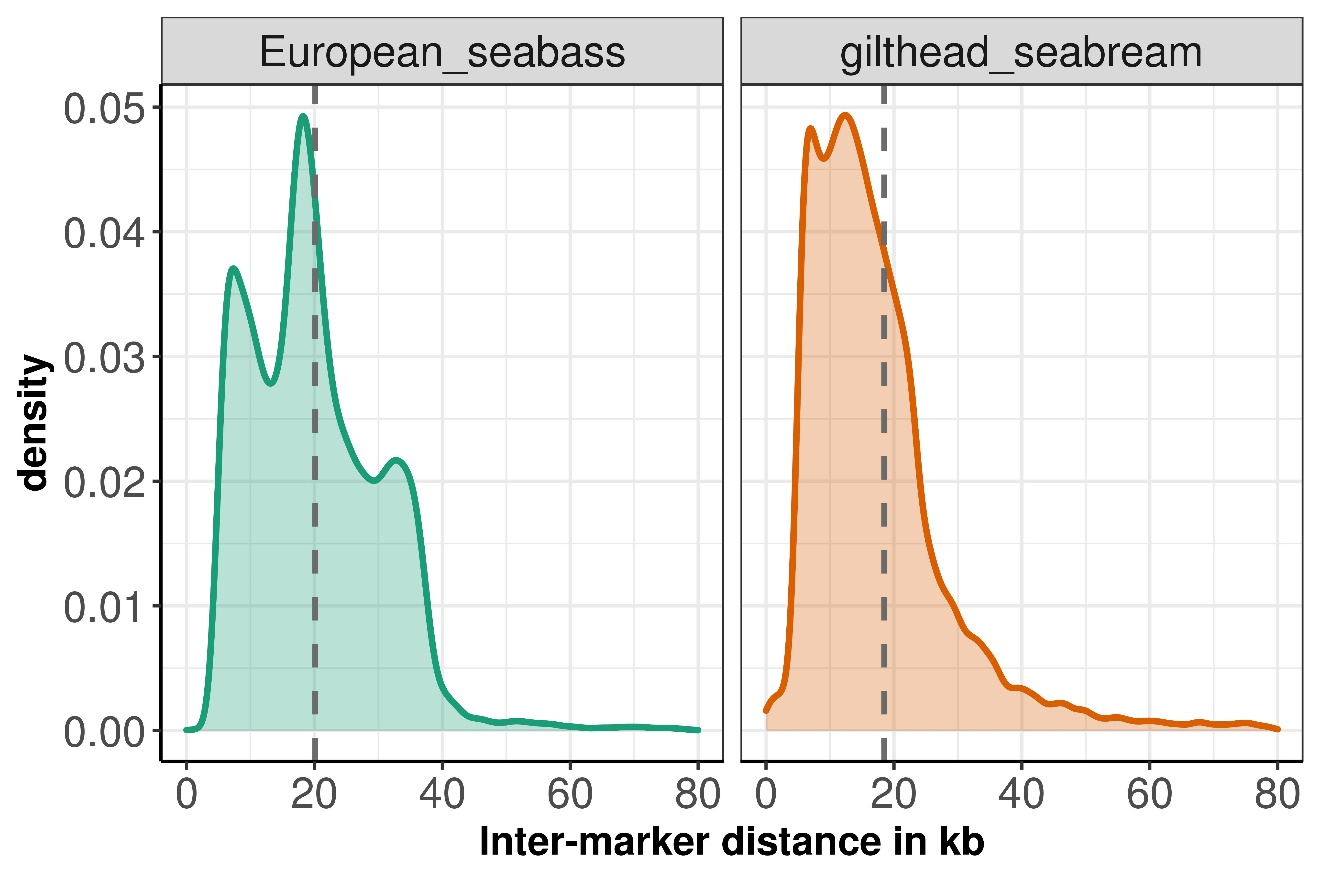 European_seabass
gilthead_seabream
density
0.05
0.04
0.03
0.02
0.01
0.00
0 20 40 60 80
0 20 40 60 80
Inter-marker distance in kb